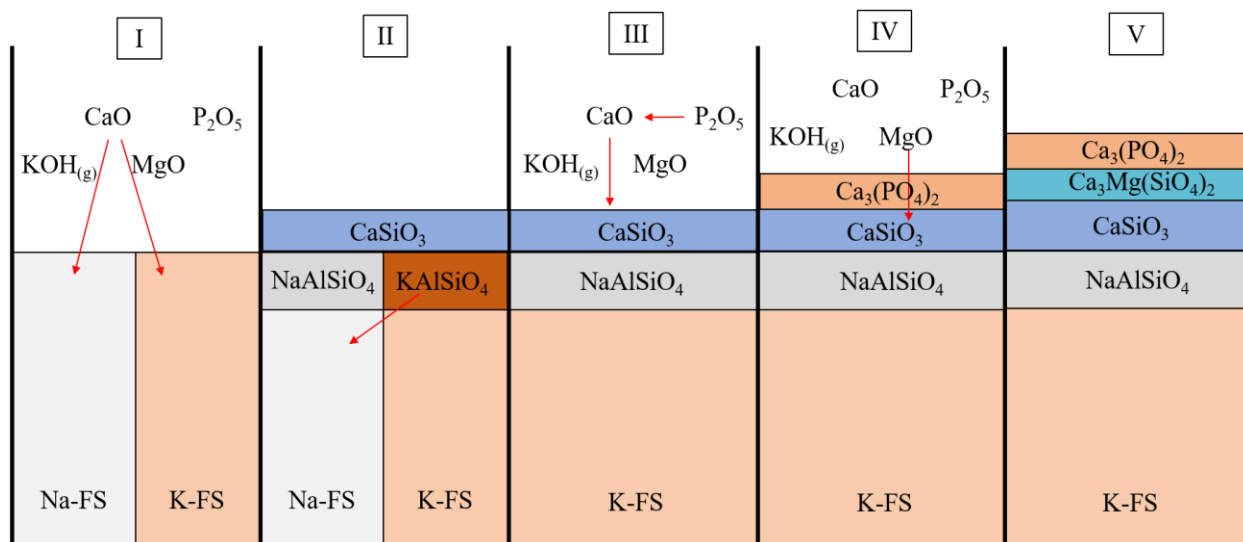 I
CaO P₂O₅
KOH₍g₎ MgO
Na-FS K-FS
II
CaSiO₃
NaAlSiO₄ KAlSiO₄
Na-FS K-FS
III
CaO P₂O₅
KOH₍g₎ MgO
CaSiO₃
NaAlSiO₄
K-FS
IV
CaO P₂O₅
KOH₍g₎ MgO
Ca₃(PO₄)₂
CaSiO₃
NaAlSiO₄
K-FS
V
Ca₃(PO₄)₂
Ca₃Mg(SiO₄)₂
CaSiO₃
NaAlSiO₄
K-FS